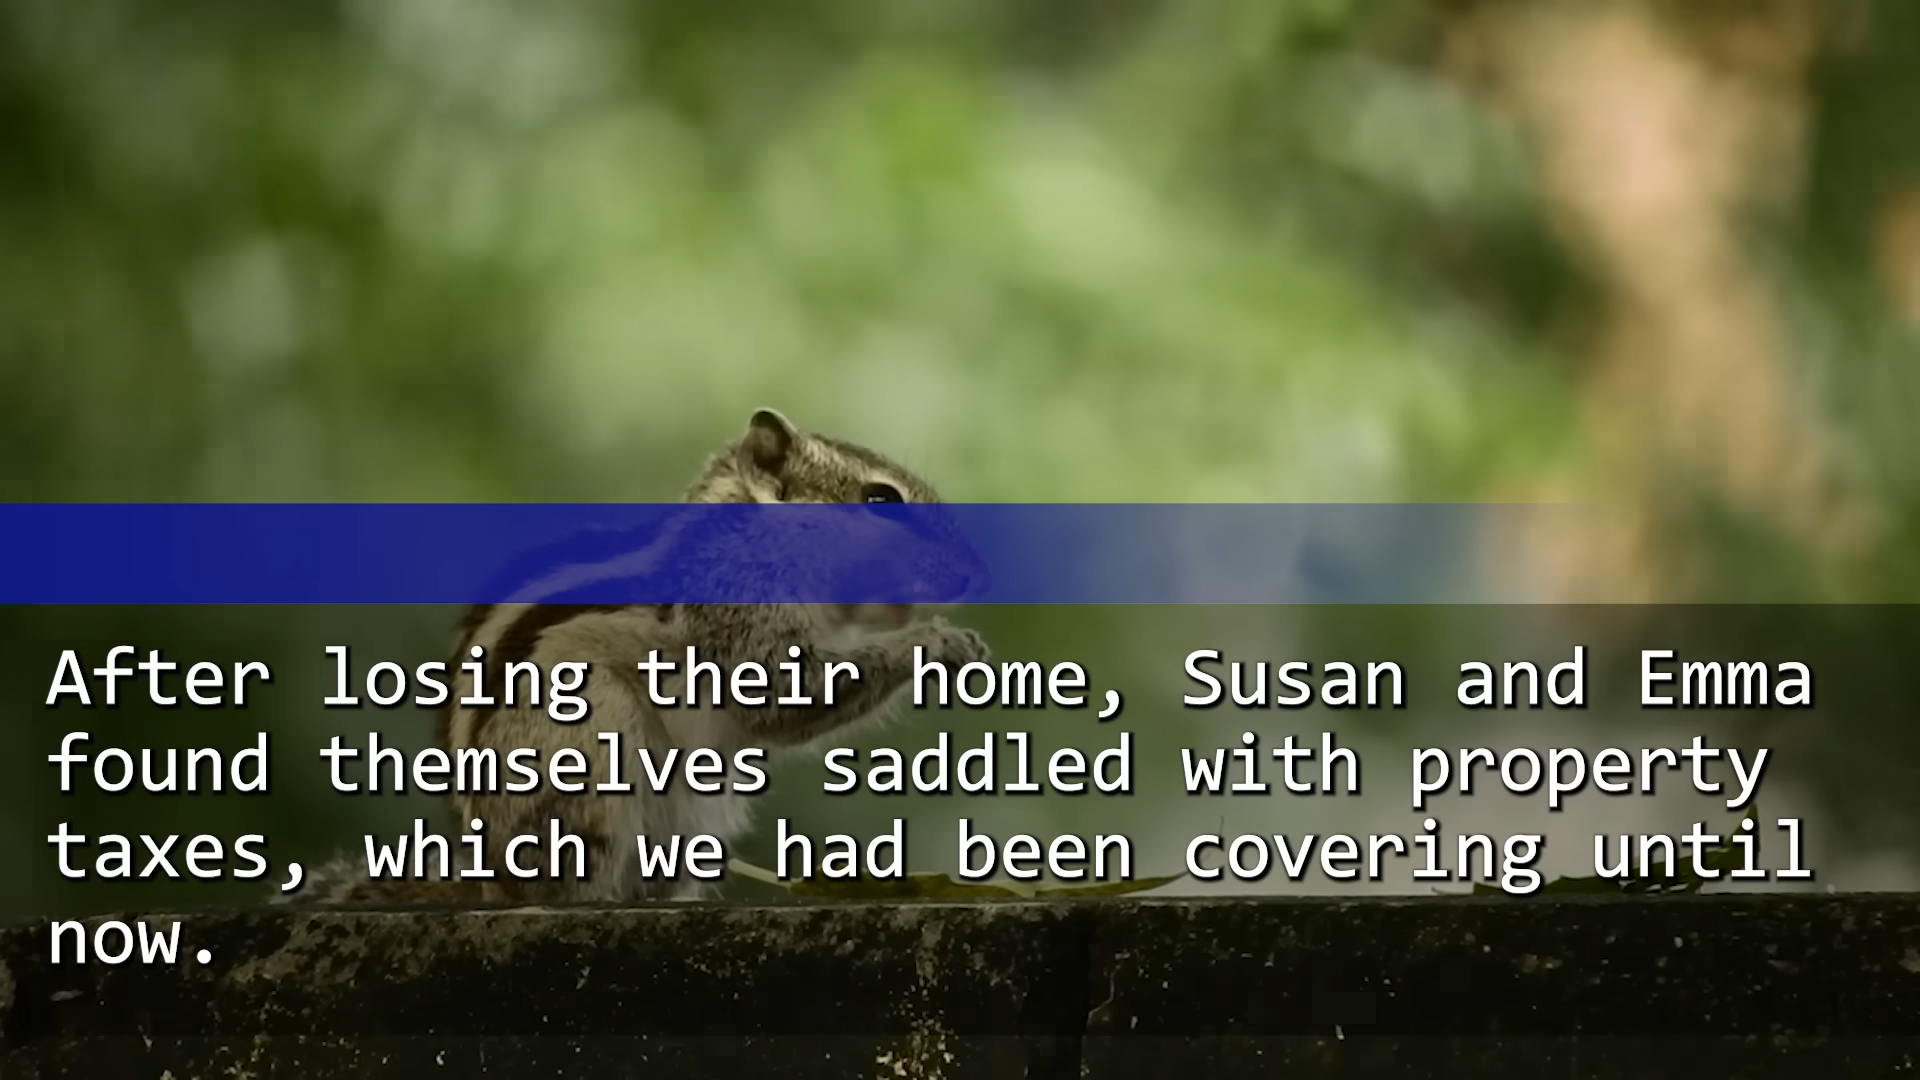 After losing their home, Susan and Emma
found themselves saddled with property
taxes, which we had been covering until
now.